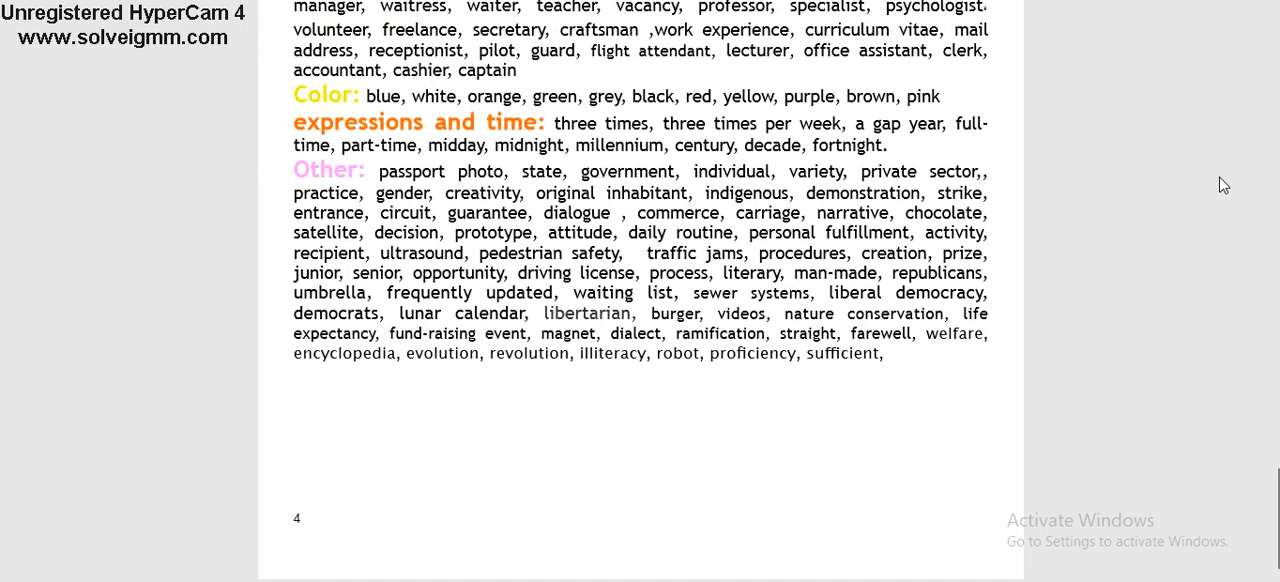 Unregistered HyperCam 4
www.solveigmm.com
manager, waitress, waiter, teacher, vacancy, professor, specialist, psychologist.
volunteer, freelance, secretary, craftsman ,work experience, curriculum vitae, mail
address, receptionist, pilot, guard, flight attendant, lecturer, office assistant, clerk,
accountant, cashier, captain
Color: blue, white, orange, green, grey, black, red, yellow, purple, brown, pink
expressions and time: three times, three times per week, a gap year, full-
time, part-time, midday, midnight, millennium, century, decade, fortnight.
Other: passport photo, state, government, individual, variety, private sector,,
practice, gender, creativity, original inhabitant, indigenous, demonstration, strike,
entrance, circuit, guarantee, dialogue , commerce, carriage, narrative, chocolate,
satellite, decision, prototype, attitude, daily routine, personal fulfillment, activity,
recipient, ultrasound, pedestrian safety, traffic jams, procedures, creation, prize,
junior, senior, opportunity, driving license, process, literary, man-made, republicans,
umbrella, frequently updated, waiting list, sewer systems, liberal democracy,
democrats, lunar calendar, libertarian, burger, videos, nature conservation, life
expectancy, fund-raising event, magnet, dialect, ramification, straight, farewell, welfare,
encyclopedia, evolution, revolution, illiteracy, robot, proficiency, sufficient,
4
Activate Windows
Go to Settings to activate Windows.